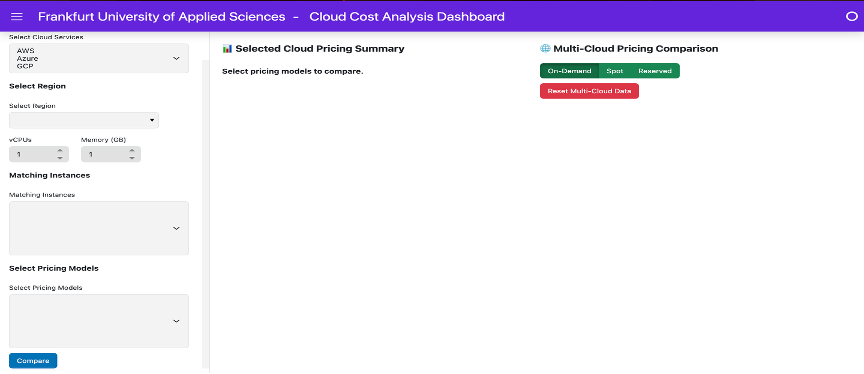 Frankfurt University of Applied Sciences - Cloud Cost Analysis Dashboard
Select Cloud Services
AWS
Azure
GCP
Select Region
Select Region
vCPUs Memory (GB)
1 1
Matching Instances
Matching Instances
Select Pricing Models
Select Pricing Models
Compare
Selected Cloud Pricing Summary
Select pricing models to compare.
Multi-Cloud Pricing Comparison
On-Demand Spot Reserved
Reset Multi-Cloud Data